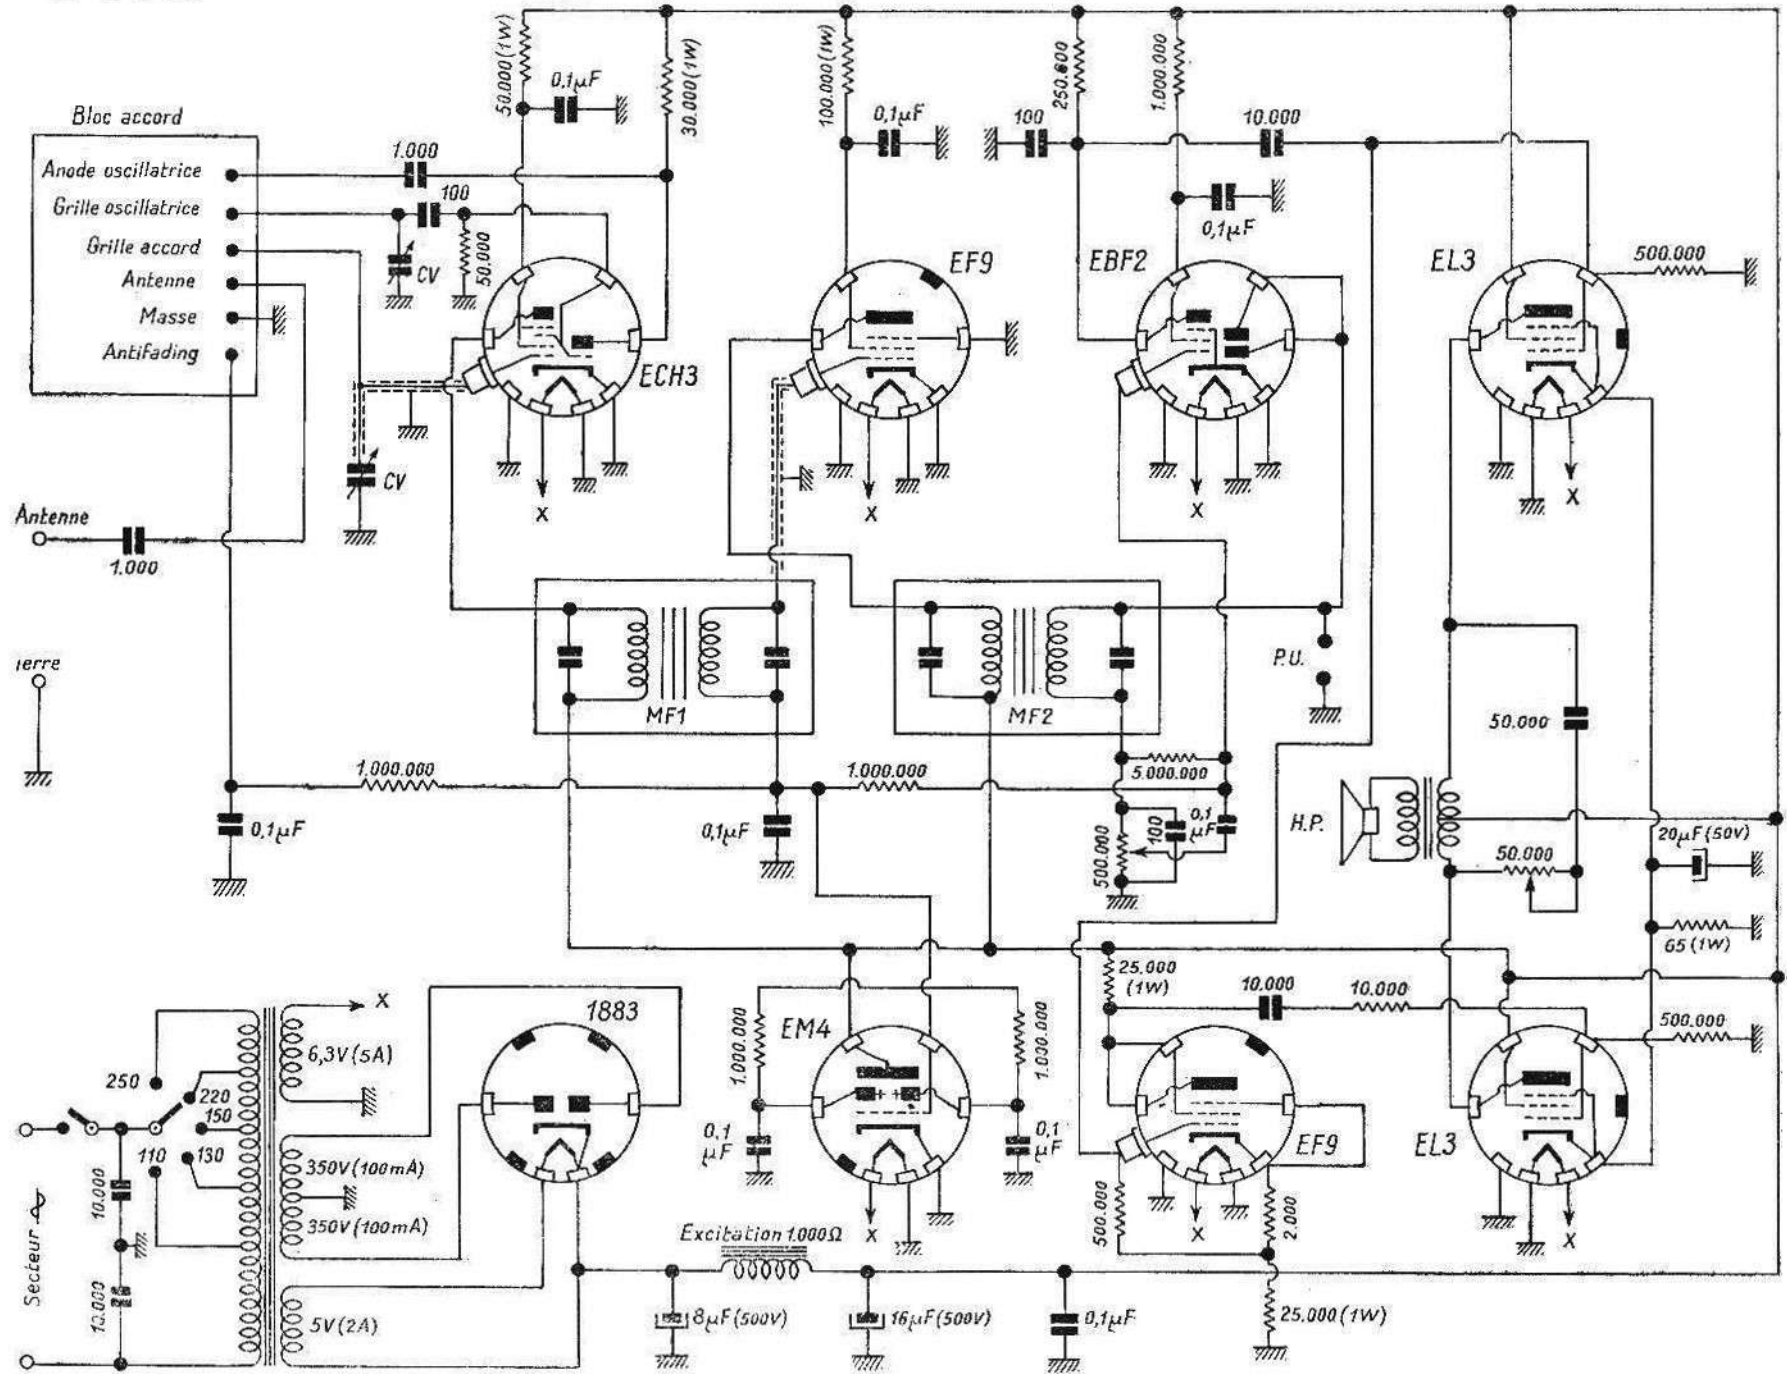 50.000 (1W)
0,1µF
30.000 (1W)
100.000 (1W)
0,1µF
100
250.600
1.000.000
10.000
0,1µF
Bloc accord
Anode oscillatrice
Grille oscillatrice
Grille accord
Antenne
Masse
Antifading
1.000
100
50.000
CV
CV
ECH3
X
EF9
X
EBF2
X
EL3
500.000
X
Antenne
1.000
Terre
MF1
MF2
P.U.
50.000
1.000.000
1.000.000
5.000.000
0,1µF
0,1µF
500.000
100
0,1
µF
H.P.
50.000
20µF (50V)
65 (1W)
25.000
(1W)
10.000
10.000
X
6,3V (5A)
1883
EM4
1.000.000
1.000.000
0,1
µF
0,1
µF
X
EF9
500.000
X
2.000
EL3
500.000
X
250
220
150
110
130
10.000
10.000
Secteur
350V (100mA)
350V (100mA)
5V (2A)
Excitation 1.000Ω
8µF (500V)
16µF (500V)
0,1µF
25.000 (1W)